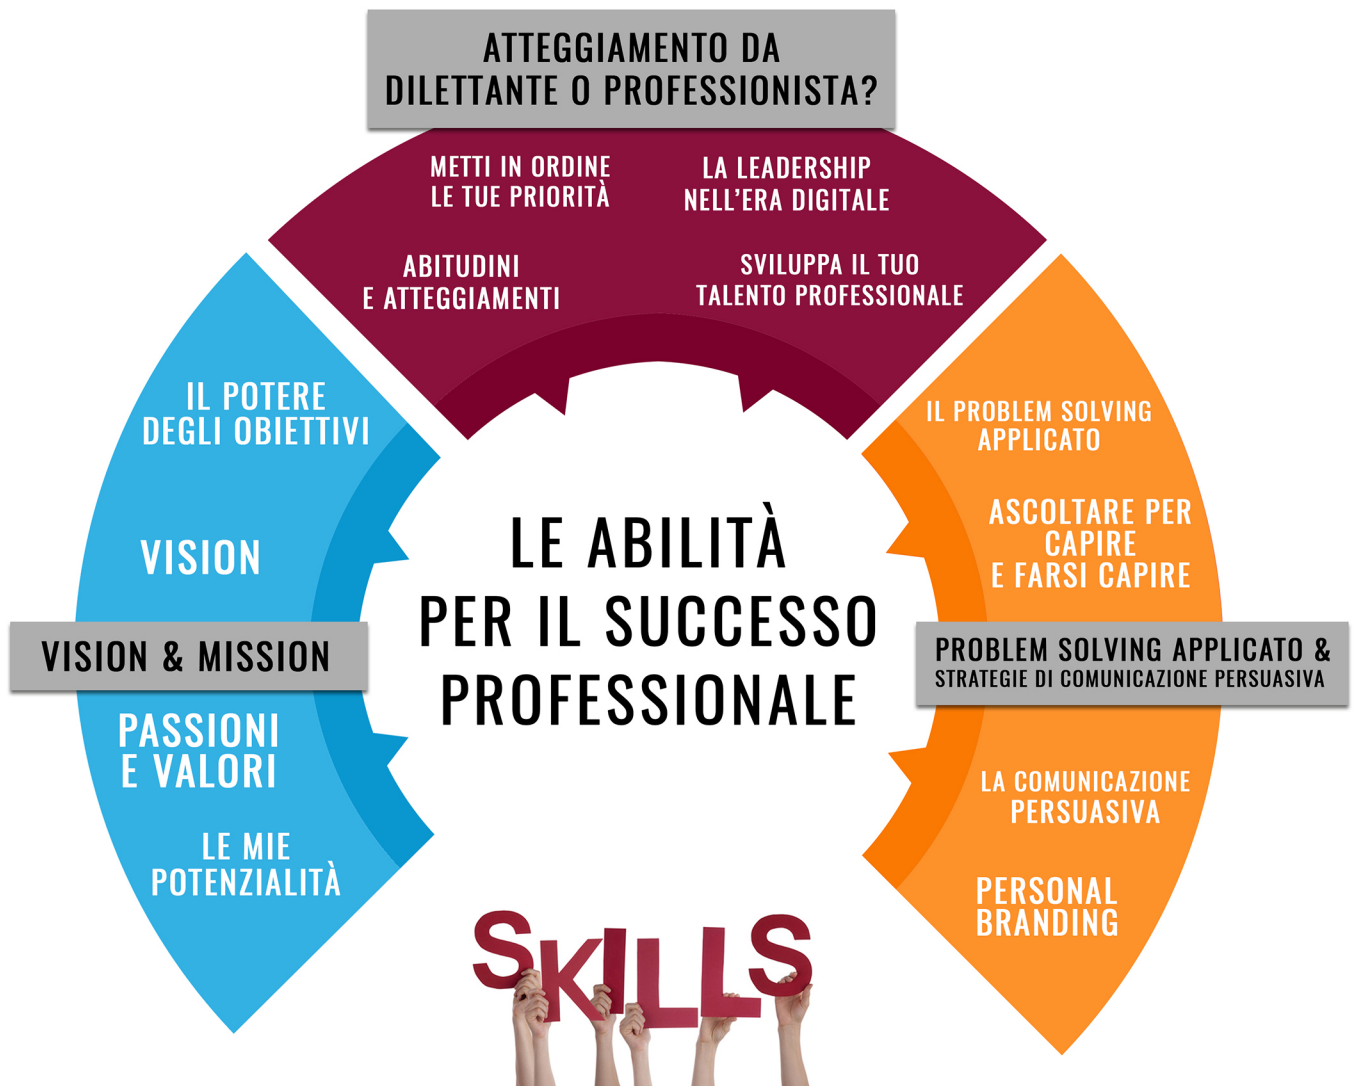 ATTEGGIAMENTO DA
DILETTANTE O PROFESSIONISTA?
METTI IN ORDINE
LE TUE PRIORITÀ
LA LEADERSHIP
NELL'ERA DIGITALE
ABITUDINI
E ATTEGGIAMENTI
SVILUPPA IL TUO
TALENTO PROFESSIONALE
IL POTERE
DEGLI OBIETTIVI
VISION
VISION & MISSION
PASSIONI
E VALORI
LE MIE
POTENZIALITÀ
LE ABILITÀ
PER IL SUCCESSO
PROFESSIONALE
IL PROBLEM SOLVING
APPLICATO
ASCOLTARE PER
CAPIRE
E FARSI CAPIRE
PROBLEM SOLVING APPLICATO &
STRATEGIE DI COMUNICAZIONE PERSUASIVA
LA COMUNICAZIONE
PERSUASIVA
PERSONAL
BRANDING
SKILLS